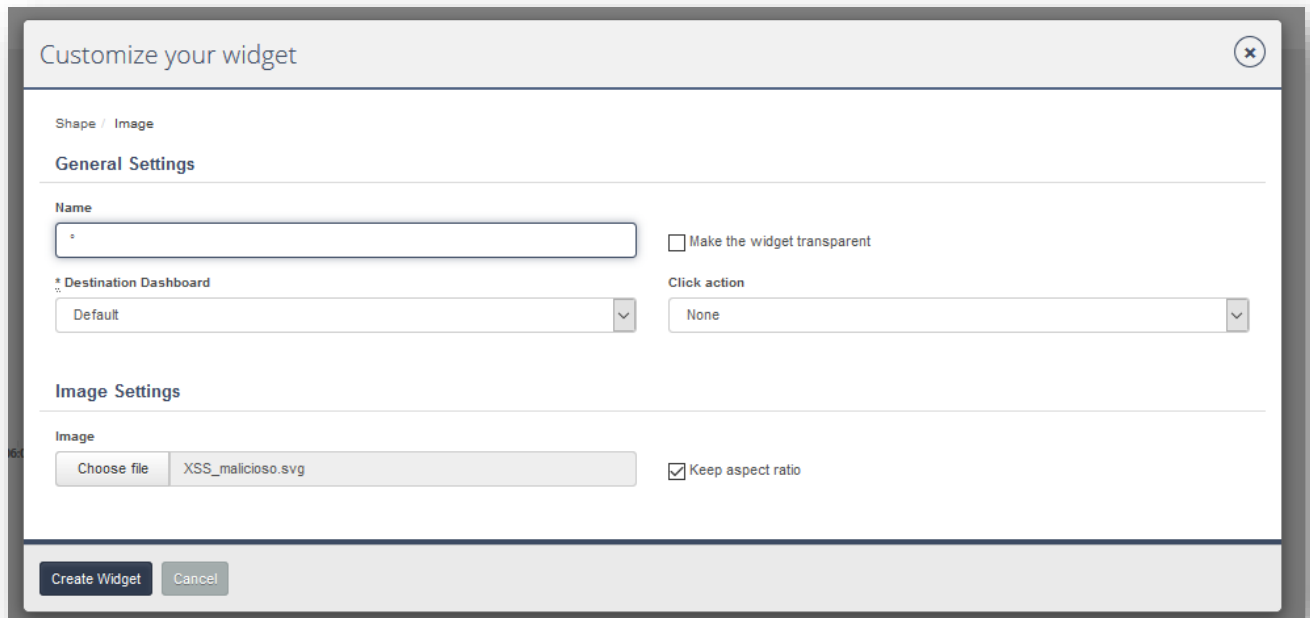 Customize your widget
Shape / Image
General Settings
Name
°
Make the widget transparent
* Destination Dashboard
Click action
Default
None
Image Settings
Image
Choose file
XSS_malicioso.svg
Keep aspect ratio
Create Widget
Cancel